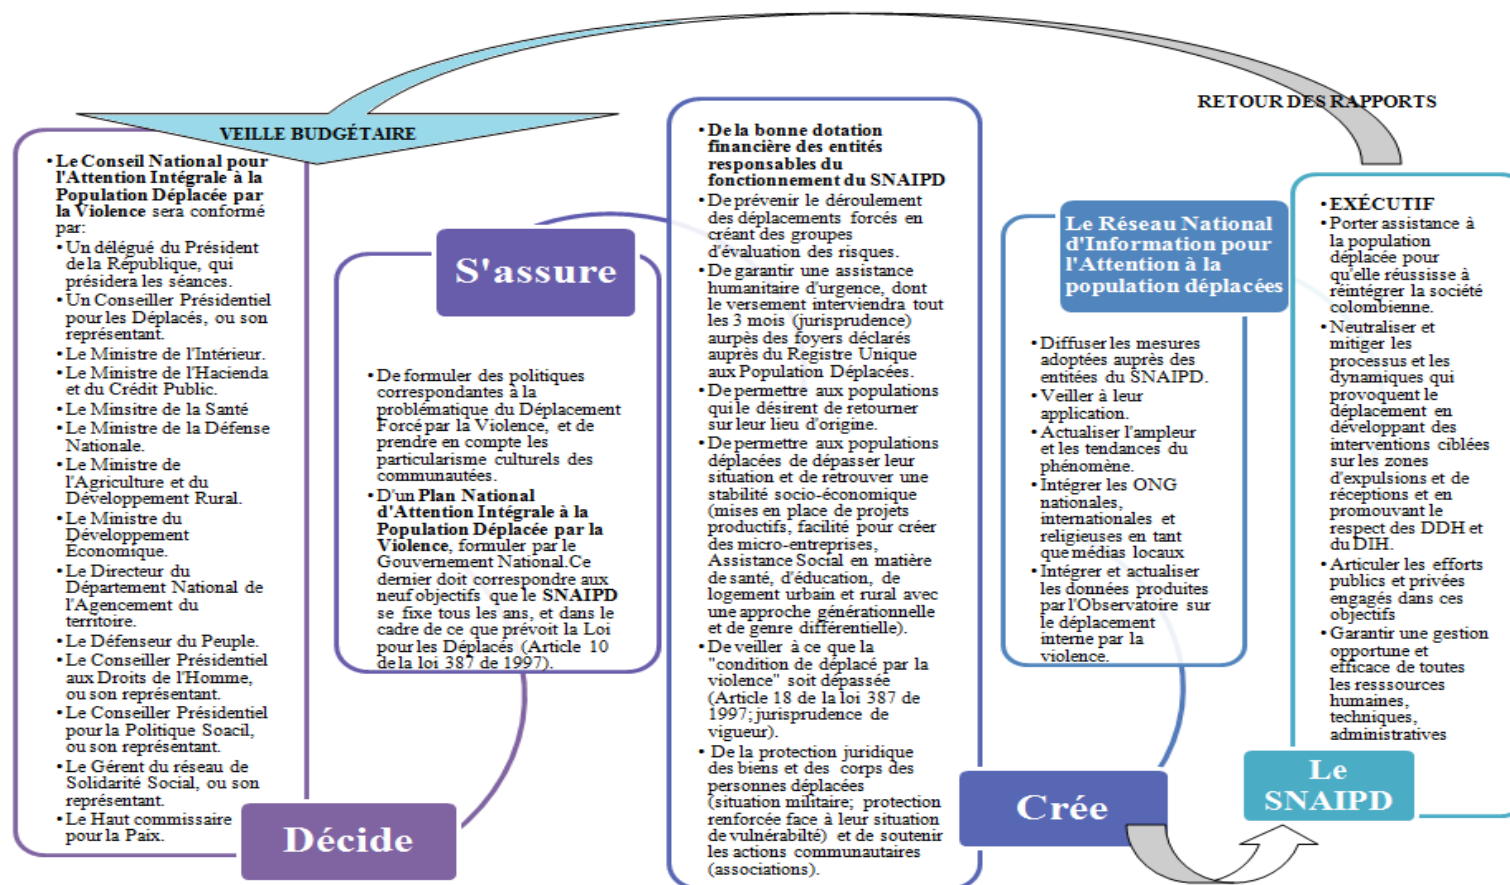 VEILLE BUDGÉTAIRE
RETOUR DES RAPPORTS
• Le Conseil National pour
l'Attention Intégrale à la
Population Déplacée par
la Violence sera conformé
par:
• Un délégué du Président
de la République, qui
présidera les séances.
• Un Conseiller Présidentiel
pour les Déplacés, ou son
représentant.
• Le Ministre de l'Intérieur.
• Le Ministre de l'Hacienda
et du Crédit Public.
• Le Minsitre de la Santé
• Le Ministre de la Défense
Nationale.
• Le Ministre de
l'Agriculture et du
Développement Rural.
• Le Ministre du
Développement
Économique.
• Le Directeur du
Départment National de
l'Agencement du
territoire.
• Le Défenseur du Peuple.
• Le Conseiller Présidentiel
aux Droits de l'Homme,
ou son représentant.
• Le Conseiller Présidentiel
pour la Politique Soacil,
ou son représentant.
• Le Gérent du réseau de
Solidarité Social, ou son
représentant.
• Le Haut commissaire
pour la Paix.
Décide
S'assure
• De formuler des politiques
correspondantes à la
problématique du Déplacement
Forcé par la Violence, et de
prendre en compte les
particularisme culturels des
communautées.
• D'un Plan National
d'Attention Intégrale à la
Population Déplacée par la
Violence, formuler par le
Gouvernement National.Ce
dernier doit correspondre aux
neuf objectifs que le SNAIPD
se fixe tous les ans, et dans le
cadre de ce que prévoit la Loi
pour les Déplacés (Article 10
de la loi 387 de 1997).
• De la bonne dotation
financière des entités
responsables du
fonctionnement du SNAIPD
• De prévenir le déroulement
des déplacements forcés en
créant des groupes
d'évaluation des risques.
• De garantir une assistance
humanitaire d'urgence, dont
le versement interviendra tout
les 3 mois (jurisprudence)
aurpès des foyers déclarés
auprès du Registre Unique
aux Population Déplacées.
• De permettre aux populations
qui le désirent de retourner
sur leur lieu d'origine.
• De permettre aux populations
déplacées de dépasser leur
situation et de retrouver une
stabilité socio-économique
(mises en place de projets
productifs, facilité pour créer
des micro-entreprises,
Assistance Social en matière
de santé, d'éducation, de
logement urbain et rural avec
une approche générationnelle
et de genre différentielle).
• De veiller à ce que la
"condition de déplacé par la
violence" soit dépassée
(Article 18 de la loi 387 de
1997; jurisprudence de
vigueur).
• De la protection juridique
des biens et des corps des
personnes déplacées
(situation militaire; protection
renforcée face à leur situation
de vulnérabilté) et de soutenir
les actions communautaires
(associations).
Crée
Le Réseau National
d'Information pour
l'Attention à la
population déplacées
• Diffuser les mesures
adoptées auprès des
entitées du SNAIPD.
• Veiller à leur
application.
• Actualiser l'ampleur
et les tendances du
phénomène.
• Intégrer les ONG
nationales,
internationales et
religieuses en tant
que médias locaux
• Intégrer et actualiser
les données produites
par l'Observatoire sur
le déplacement
interne par la
violence.
• EXÉCUTIF
• Porter assistance à
la population
déplacée pour
qu'elle réussisse à
réintégrer la société
colombienne.
• Neutraliser et
mitiger les
processus et les
dynamiques qui
provoquent le
déplacement en
développant des
interventions ciblées
sur les zones
d'expulsions et de
réceptions et en
promouvant le
respect des DDH et
du DIH.
• Articuler les efforts
publics et privées
engagés dans ces
objectifs
• Garantir une gestion
opportune et
efficace de toutes
les resssources
humaines,
techniques,
administratives
Le
SNAIPD